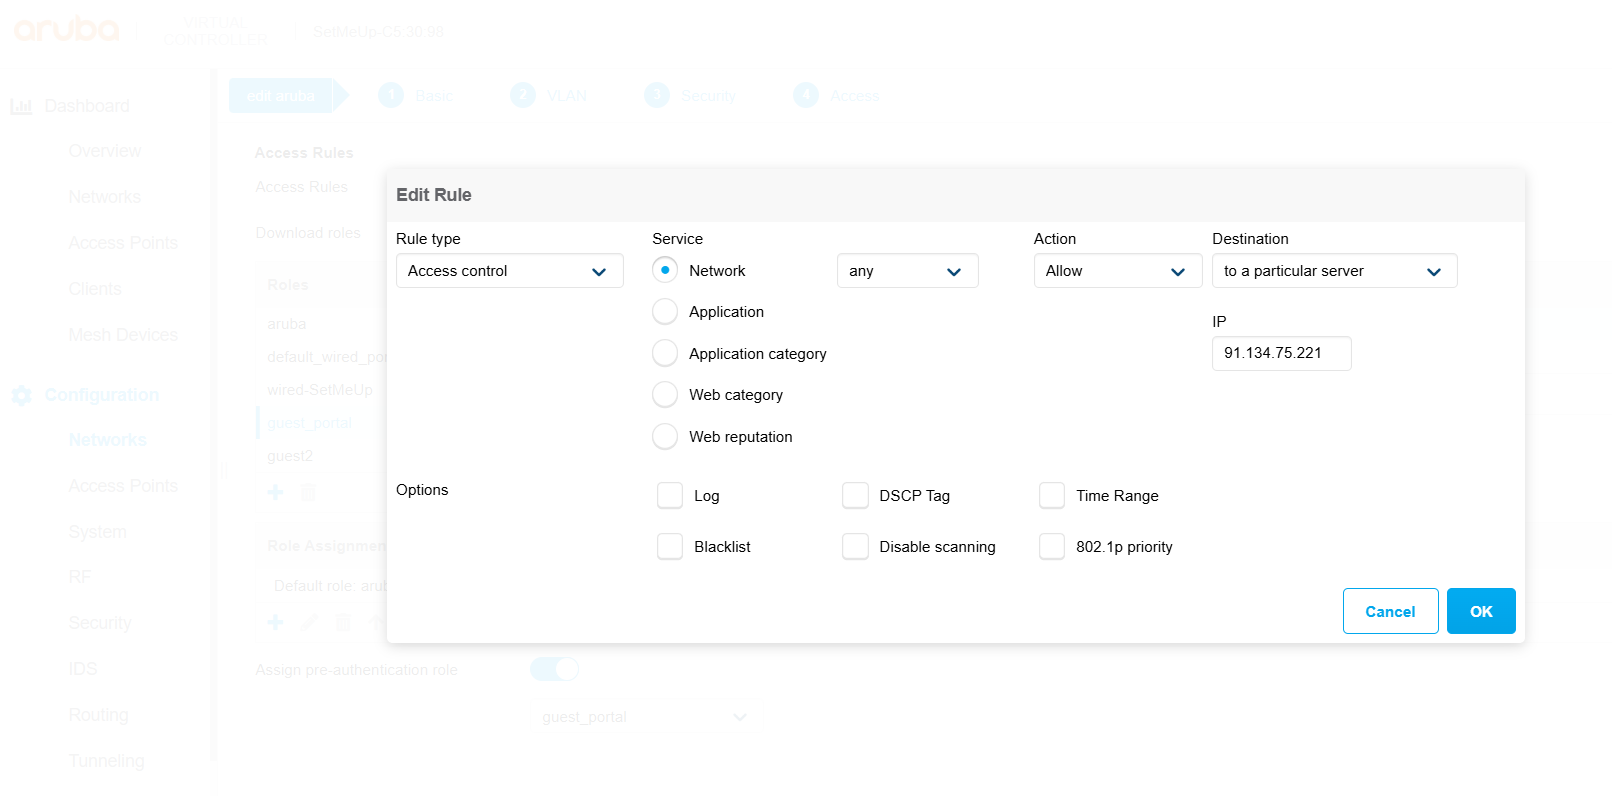 aruba
VIRTUAL
CONTROLLER
SetMeUp-C5:30:98
edit aruba
1 Basic
2 VLAN
3 Security
4 Access
Dashboard
Overview
Networks
Access Points
Clients
Mesh Devices
Configuration
Networks
Access Points
System
RF
Security
IDS
Routing
Tunneling
Access Rules
Access Rules
Download roles
Roles
aruba
default_wired_por
wired-SetMeUp
guest_portal
guest2
Role Assignmen
Default role: arub
Assign pre-authentication role
guest_portal
Edit Rule
Rule type
Access control
Service
Network
any
Application
Application category
Web category
Web reputation
Action
Allow
Destination
to a particular server
IP
91.134.75.221
Options
Log
DSCP Tag
Time Range
Blacklist
Disable scanning
802.1p priority
Cancel
OK